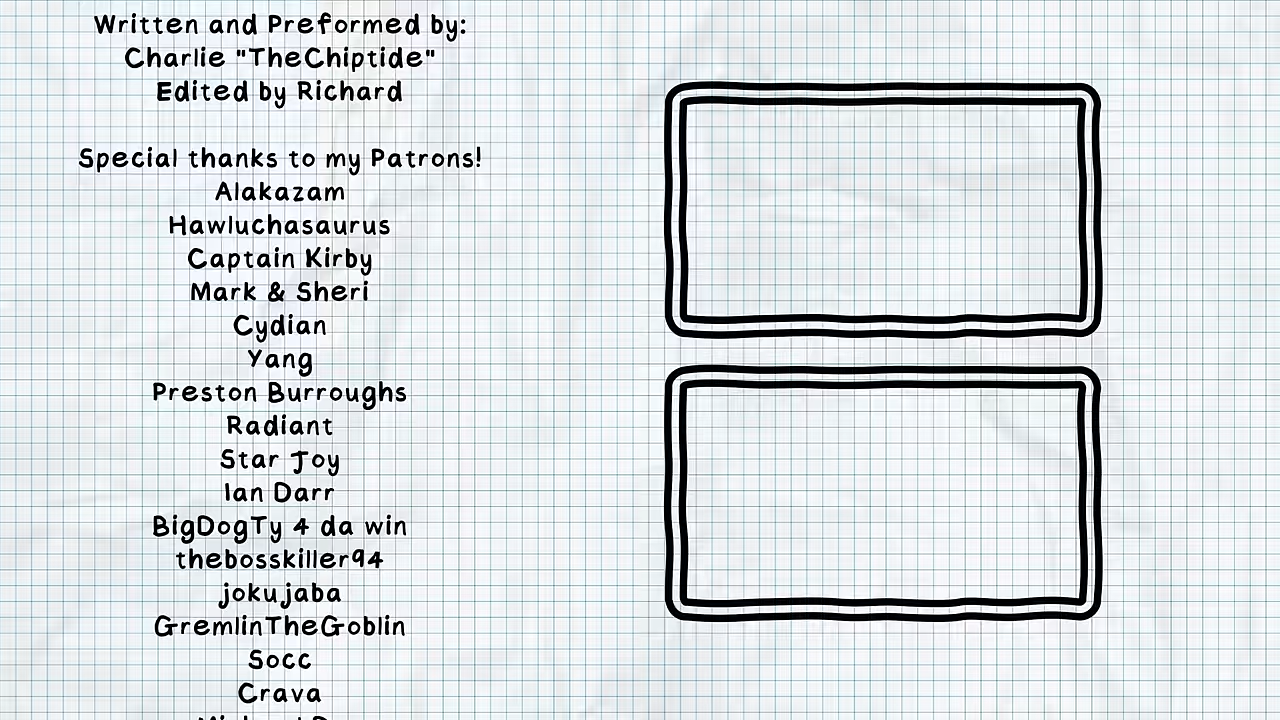 Written and Preformed by:
Charlie "TheChiptide"
Edited by Richard
Special thanks to my Patrons!
Alakazam
Hawluchasaurus
Captain Kirby
Mark & Sheri
Cydian
Yang
Preston Burroughs
Radiant
Star Joy
Ian Darr
BigDogTy 4 da win
thebosskiller94
jokujaba
GremlinTheGoblin
Socc
Crava